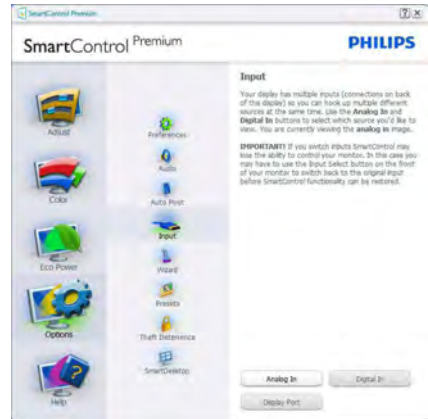 SmartControl Premium
SmartControl Premium
PHILIPS
Adjust
Color
Eco Power
Options
Help
Preferences
Audio
Auto Pivot
Input
Wizard
Presets
Theft Deterrence
SmartDesktop
Input
Your display has multiple inputs (connections on back
of the display) so you can hook up multiple different
sources at the same time. Use the Analog In and
Digital In buttons to select which source you'd like to
view. You are currently viewing the analog in image.
IMPORTANT! If you switch inputs SmartControl may
lose the ability to control your monitor. In this case you
may have to use the Input Select button on the front
of your monitor to switch back to the original input
before SmartControl functionality can be restored.
Analog In
Digital In
Display Port